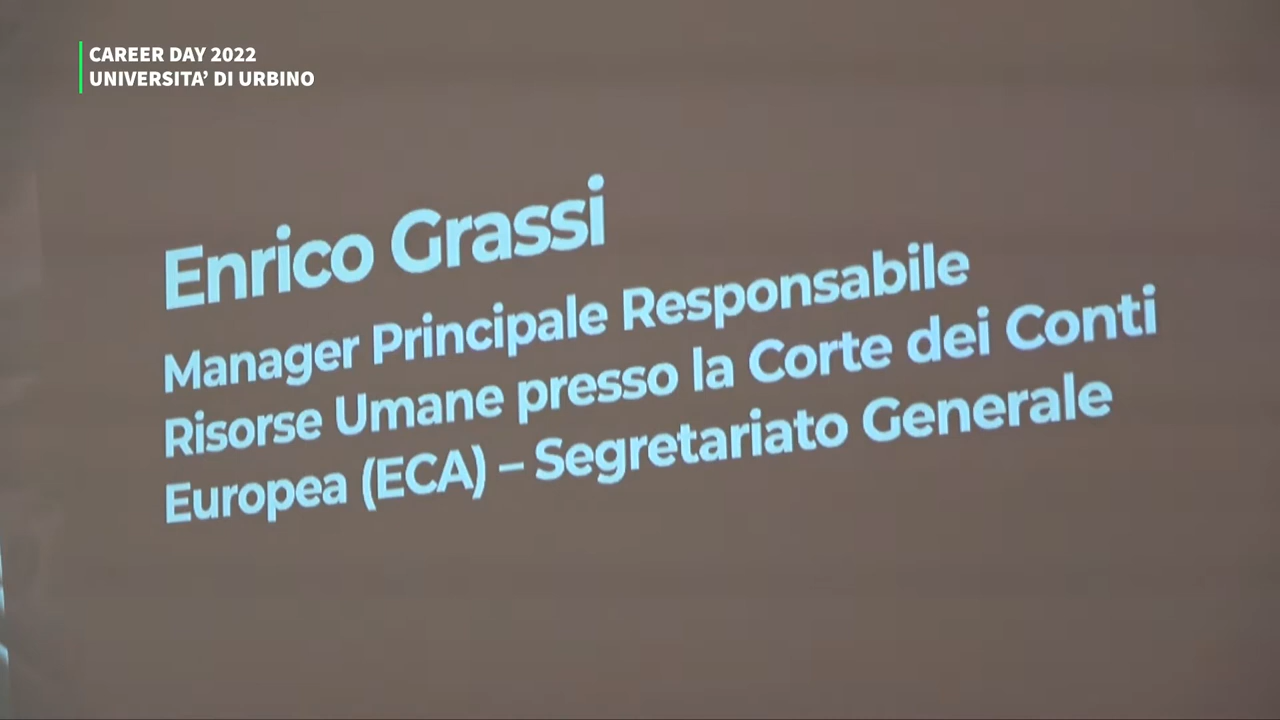 CAREER DAY 2022
UNIVERSITA' DI URBINO
Enrico Grassi
Manager Principale Responsabile
Risorse Umane presso la Corte dei Conti
Europea (ECA) – Segretariato Generale